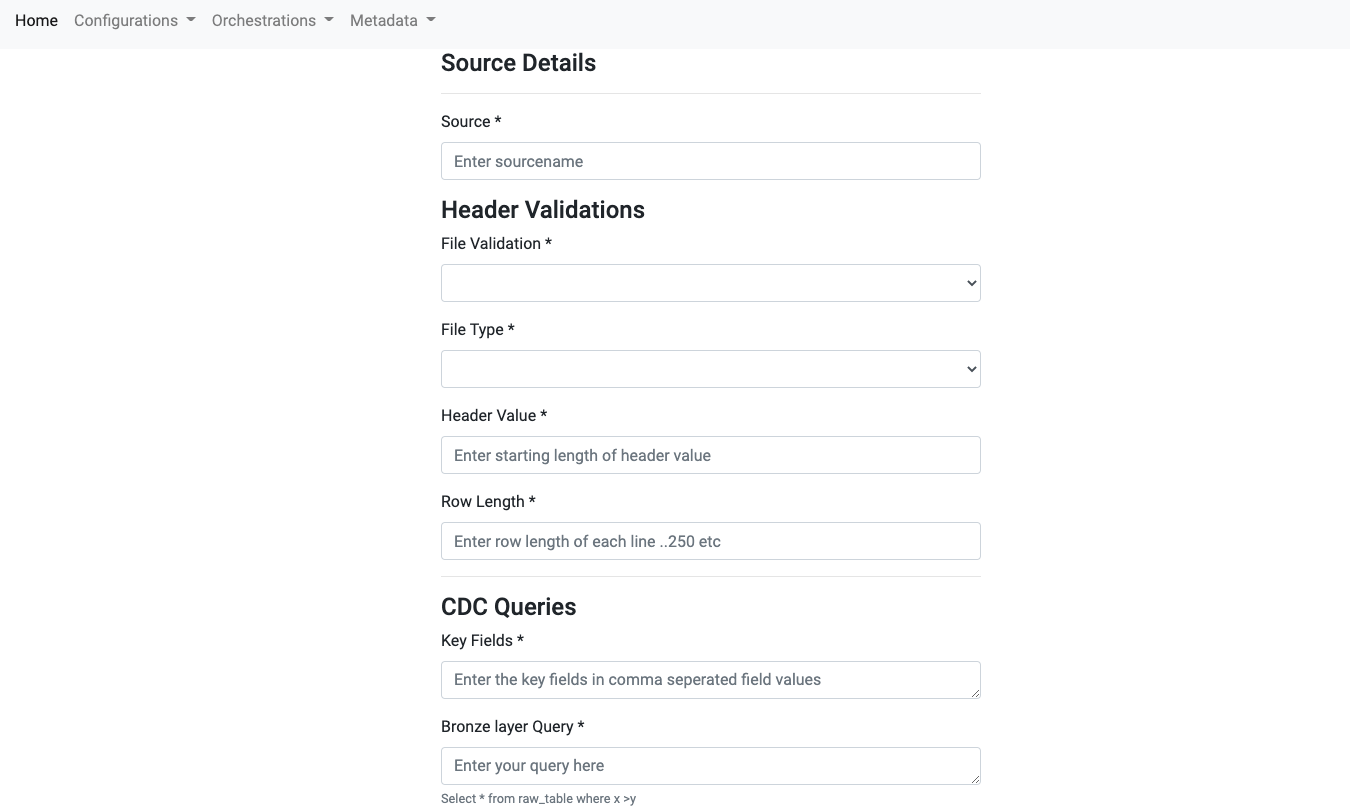 Home Configurations Orchestrations Metadata
Source Details
Source *
Enter sourcename
Header Validations
File Validation *
File Type *
Header Value *
Enter starting length of header value
Row Length *
Enter row length of each line ..250 etc
CDC Queries
Key Fields *
Enter the key fields in comma seperated field values
Bronze layer Query *
Enter your query here
Select * from raw_table where x >y